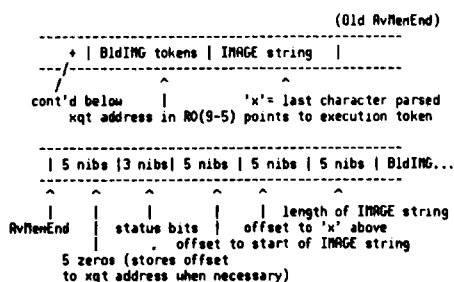 (Old AvMemEnd)
+ | BldIMG tokens | IMAGE string |
cont'd below | 'x'= last character parsed
xqt address in R0(9-5) points to execution token
| 5 nibs |3 nibs| 5 nibs | 5 nibs | 5 nibs | BldIMG...
| | | | length of IMAGE string
AvMemEnd | status bits | offset to 'x' above
| . offset to start of IMAGE string
5 zeros (stores offset
to xqt address when necessary)